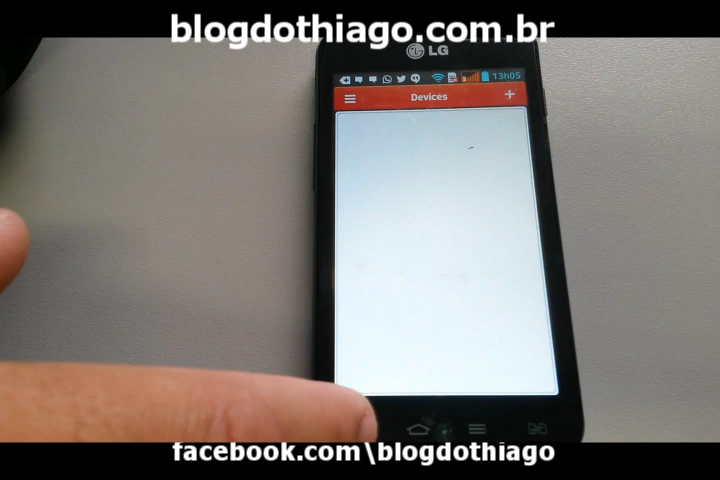 blogdothiago.com.br
LG
13h05
Devices
facebook.com\blogdothiago